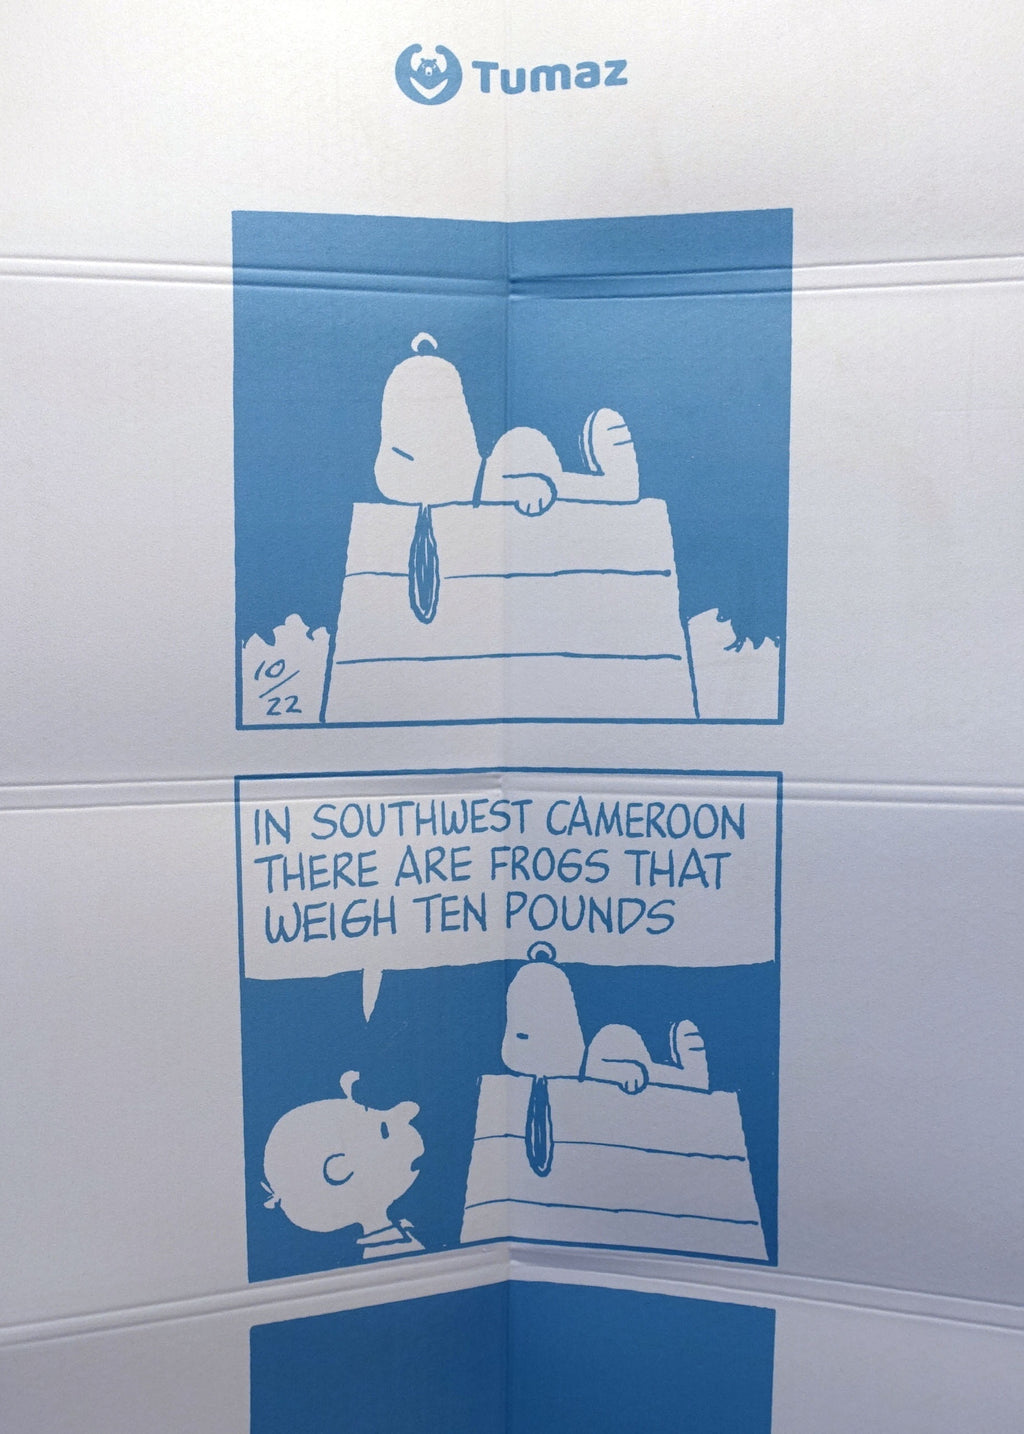 Tumaz
10/22
IN SOUTHWEST CAMEROON
THERE ARE FROGS THAT
WEIGH TEN POUNDS